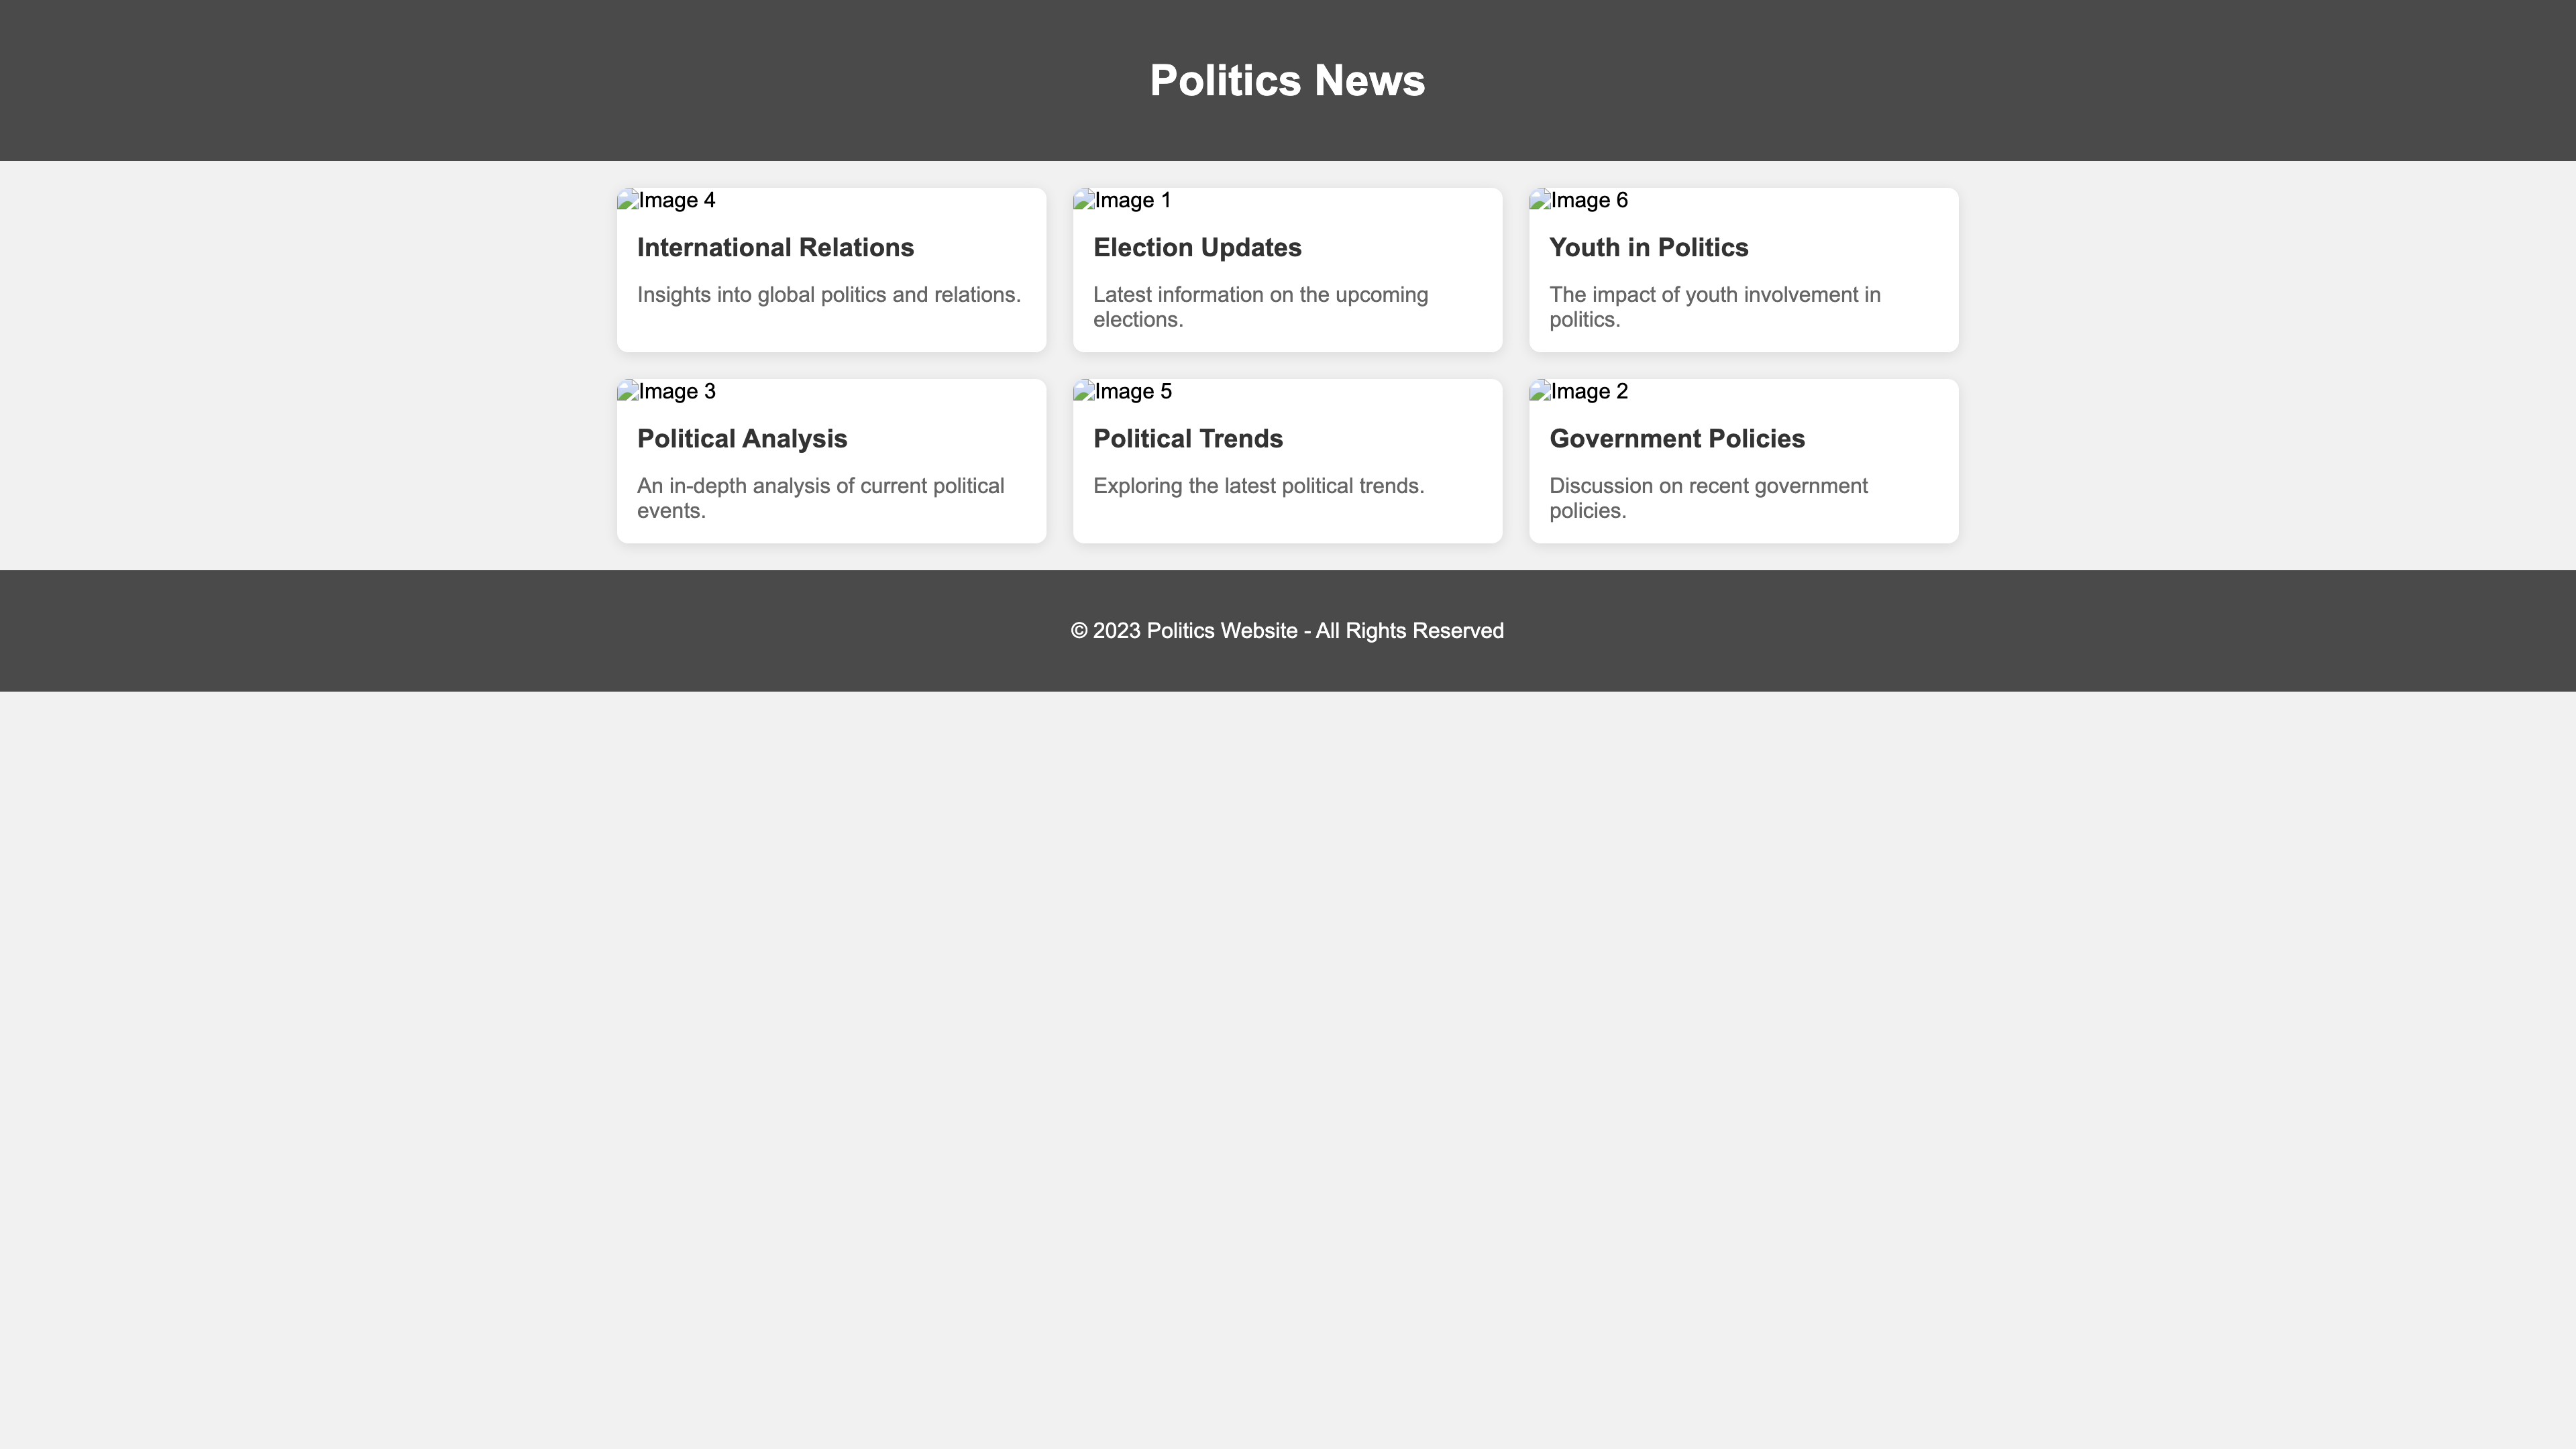 Politics News
Image 4
International Relations
Insights into global politics and relations.
Image 1
Election Updates
Latest information on the upcoming
elections.
Image 6
Youth in Politics
The impact of youth involvement in
politics.
Image 3
Political Analysis
An in-depth analysis of current political
events.
Image 5
Political Trends
Exploring the latest political trends.
Image 2
Government Policies
Discussion on recent government
policies.
© 2023 Politics Website - All Rights Reserved